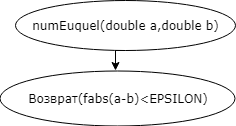 numEuquel(double a,double b)
Возврат(fabs(a-b)<EPSILON)